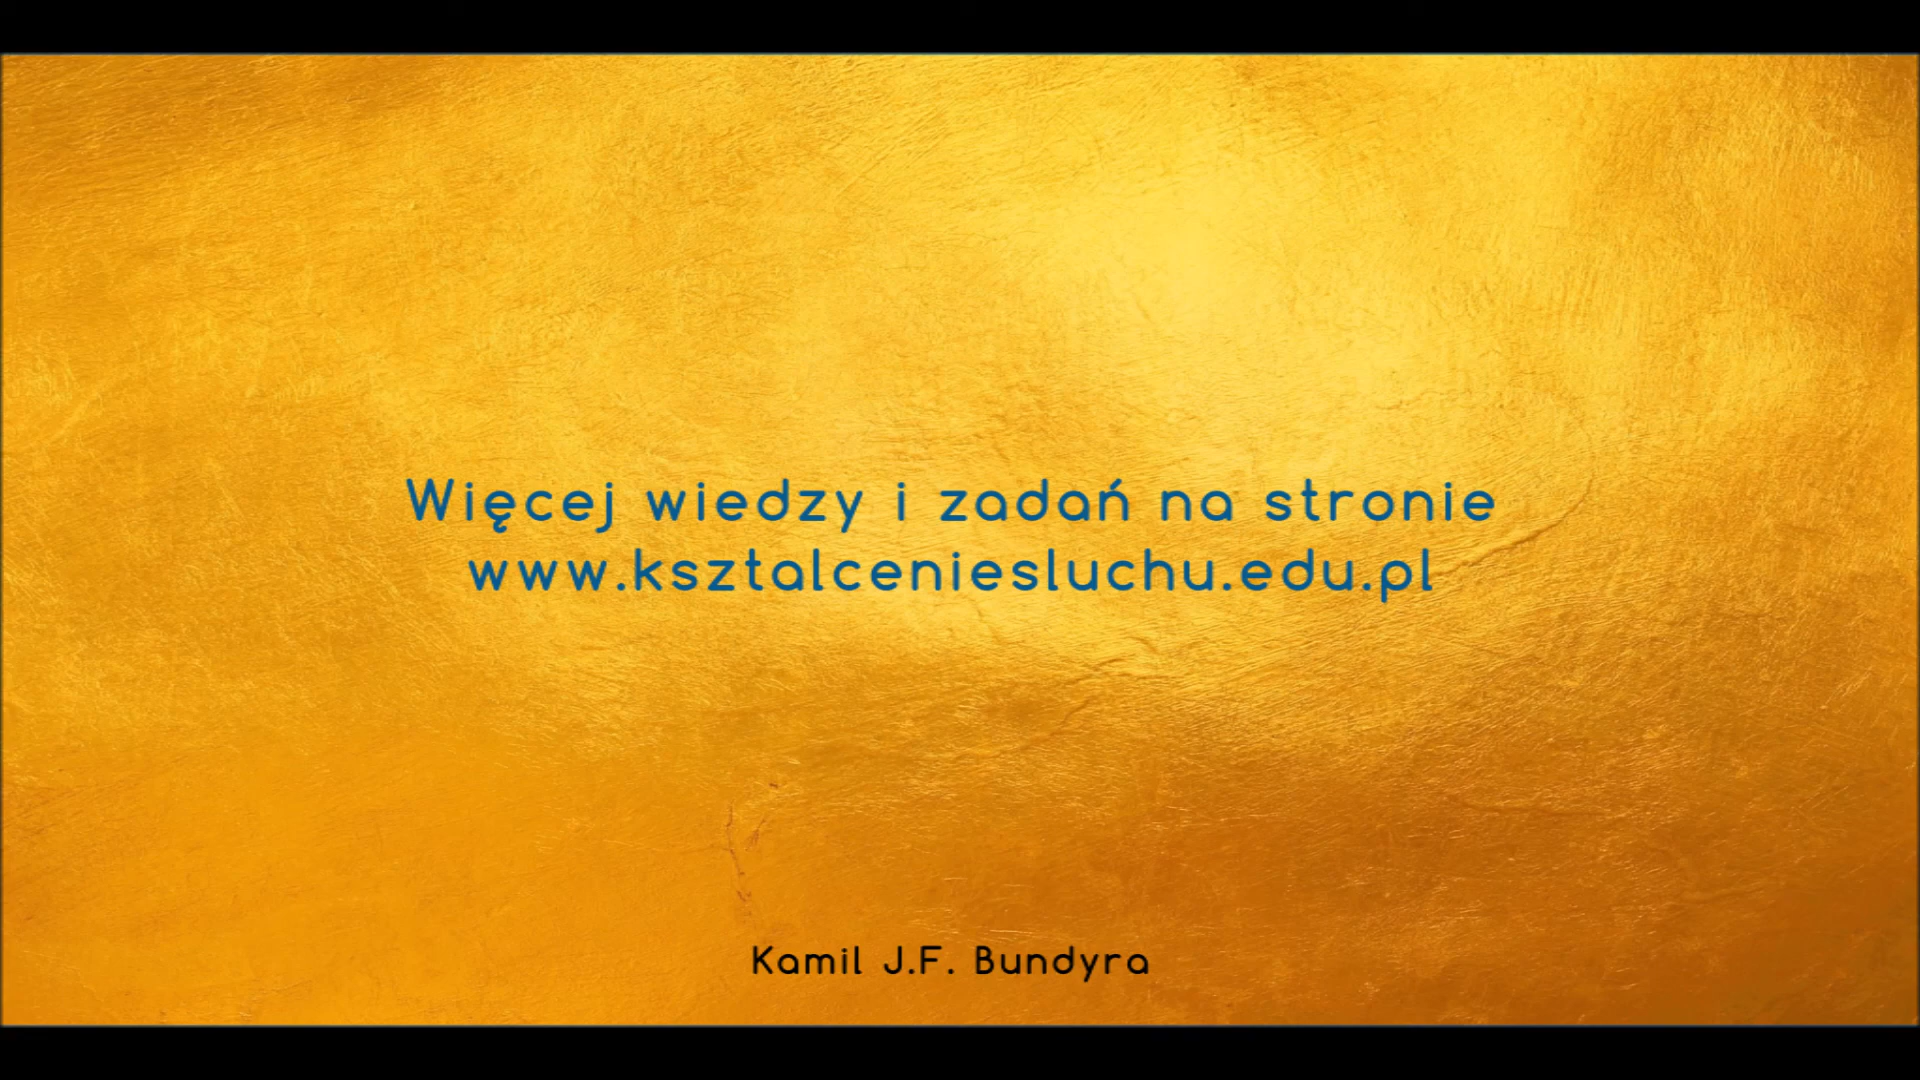 Więcej wiedzy i zadań na stronie
www.ksztalceniesluchu.edu.pl
Kamil J.F. Bundyra